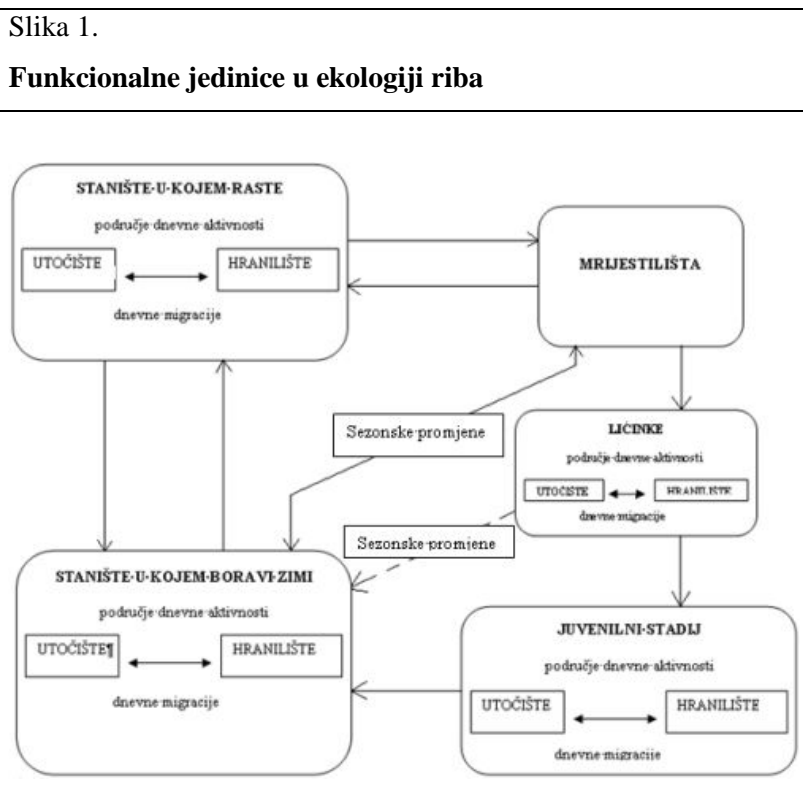 Slika 1.
Funkcionalne jedinice u ekologiji riba
STANIŠTE·U·KOJEM·RASTE
područje·dnevne·aktivnosti
UTOČIŠTE
HRANILIŠTE
dnevne·migracije
MRIJESTILIŠTA
Sezonske·promjene
LIČINKE
područje·dnevne·aktivnosti
UTOČIŠTE
HRANILIŠTE
dnevne·migracije
Sezonske·promjene
STANIŠTE·U·KOJEM·BORAVI·ZIMI
područje·dnevne·aktivnosti
UTOČIŠTE¶
HRANILIŠTE
dnevne·migracije
JUVENILNI·STADIJ
područje·dnevne·aktivnosti
UTOČIŠTE
HRANILIŠTE
dnevne·migracije